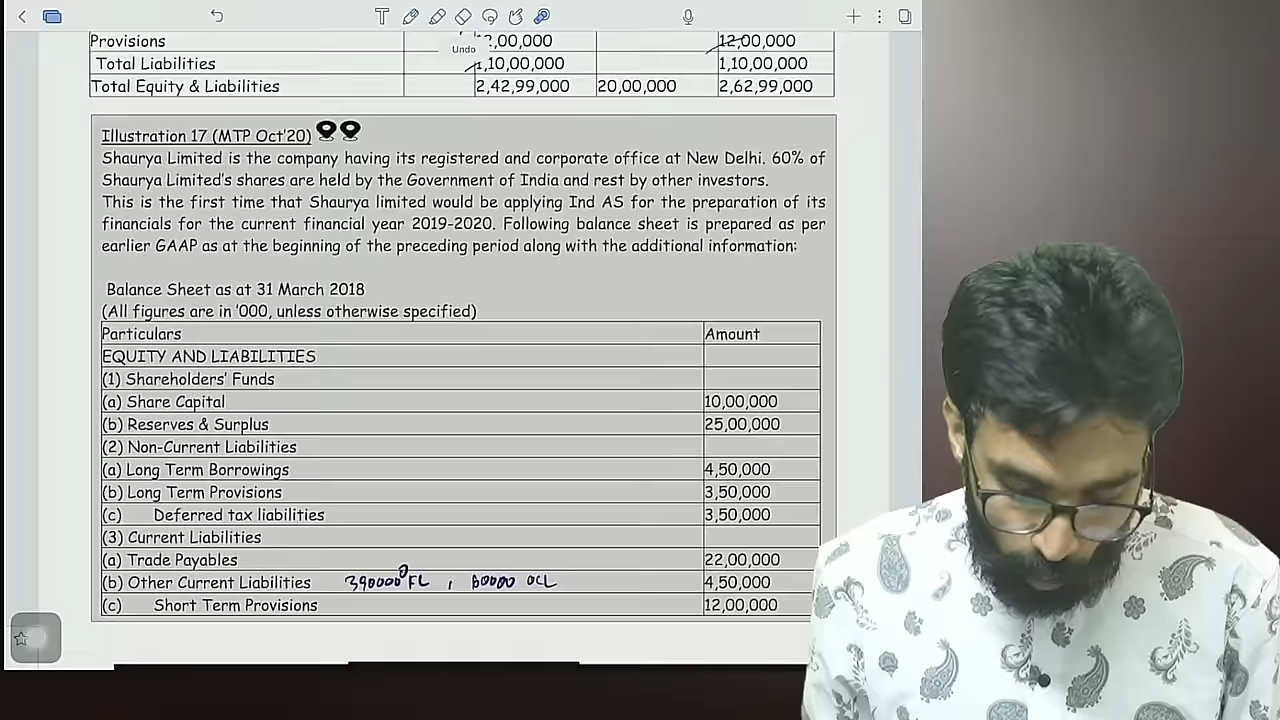 Provisions 2,00,000 12,00,000
Undo
Total Liabilities 1,10,00,000 1,10,00,000
Total Equity & Liabilities 2,42,99,000 20,00,000 2,62,99,000
Illustration 17 (MTP Oct'20)
Shaurya Limited is the company having its registered and corporate office at New Delhi. 60% of
Shaurya Limited's shares are held by the Government of India and rest by other investors.
This is the first time that Shaurya limited would be applying Ind AS for the preparation of its
financials for the current financial year 2019-2020. Following balance sheet is prepared as per
earlier GAAP as at the beginning of the preceding period along with the additional information:
Balance Sheet as at 31 March 2018
(All figures are in '000, unless otherwise specified)
Particulars Amount
EQUITY AND LIABILITIES
(1) Shareholders' Funds
(a) Share Capital 10,00,000
(b) Reserves & Surplus 25,00,000
(2) Non-Current Liabilities
(a) Long Term Borrowings 4,50,000
(b) Long Term Provisions 3,50,000
(c) Deferred tax liabilities 3,50,000
(3) Current Liabilities
(a) Trade Payables 22,00,000
(b) Other Current Liabilities 390000 OFL , 60000 OCL 4,50,000
(c) Short Term Provisions 12,00,000